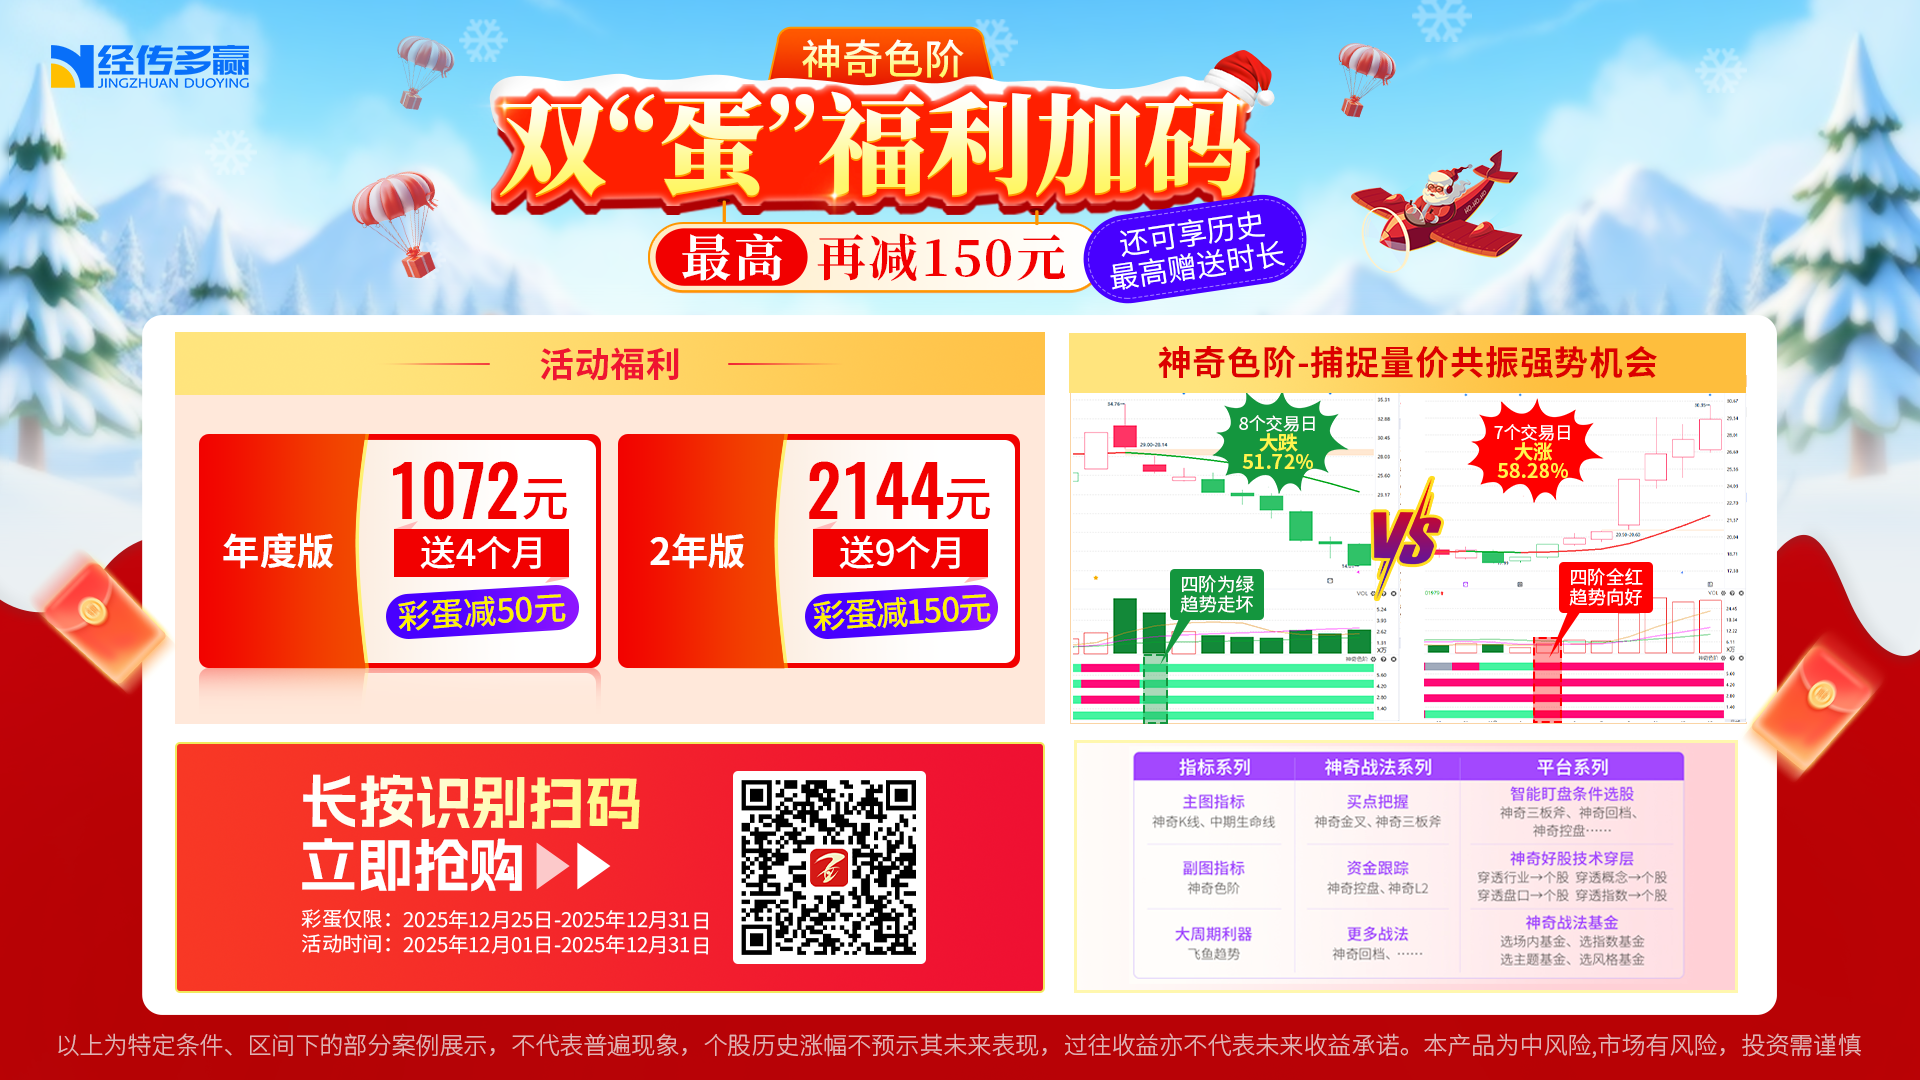 经传多赢
JINGZHUAN DUOYING
神奇色阶
双“蛋”福利加码
最高 再减150元
还可享历史
最高赠送时长
活动福利
年度版
1072元
送4个月
彩蛋减50元
2年版
2144元
送9个月
彩蛋减150元
神奇色阶-捕捉量价共振强势机会
8个交易日
大跌
51.72%
7个交易日
大涨
58.28%
VS
四阶为绿
趋势走坏
四阶全红
趋势向好
长按识别扫码
立即抢购
彩蛋仅限：2025年12月25日-2025年12月31日
活动时间：2025年12月01日-2025年12月31日
指标系列 神奇战法系列 平台系列
主图指标
神奇K线、中期生命线
副图指标
神奇色阶
大周期利器
飞鱼趋势
买点把握
神奇金叉、神奇三板斧
资金跟踪
神奇控盘、神奇L2
更多战法
神奇回档、……
智能盯盘条件选股
神奇三板斧、神奇回档、
神奇控盘……
神奇好股技术穿层
穿透行业→个股 穿透概念→个股
穿透盘口→个股 穿透指数→个股
神奇战法基金
选场内基金、选指数基金
选主题基金、选风格基金
以上为特定条件、区间下的部分案例展示，不代表普遍现象，个股历史涨幅不预示其未来表现，过往收益亦不代表未来收益承诺。本产品为中风险,市场有风险，投资需谨慎